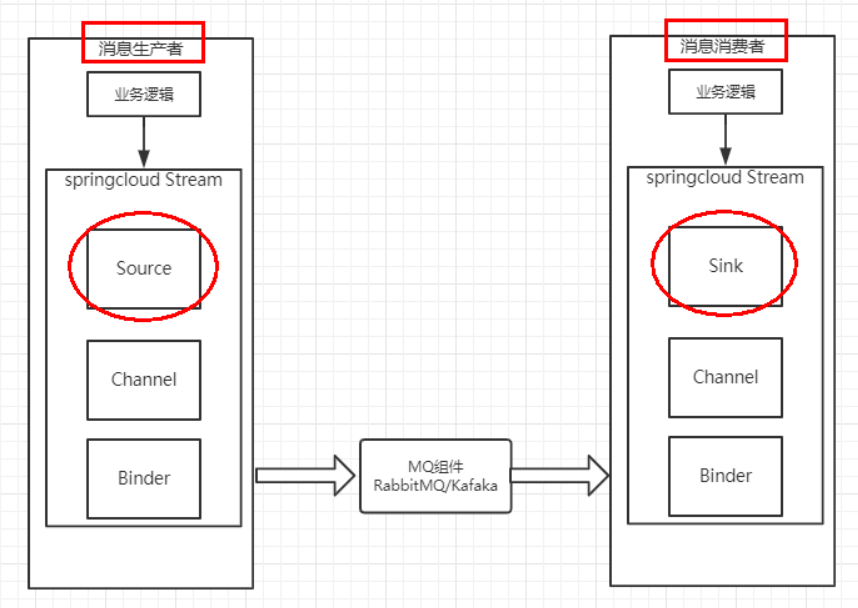 消息生产者
业务逻辑
springcloud Stream
Source
Channel
Binder
MQ组件
RabbitMQ/Kafaka
消息消费者
业务逻辑
springcloud Stream
Sink
Channel
Binder